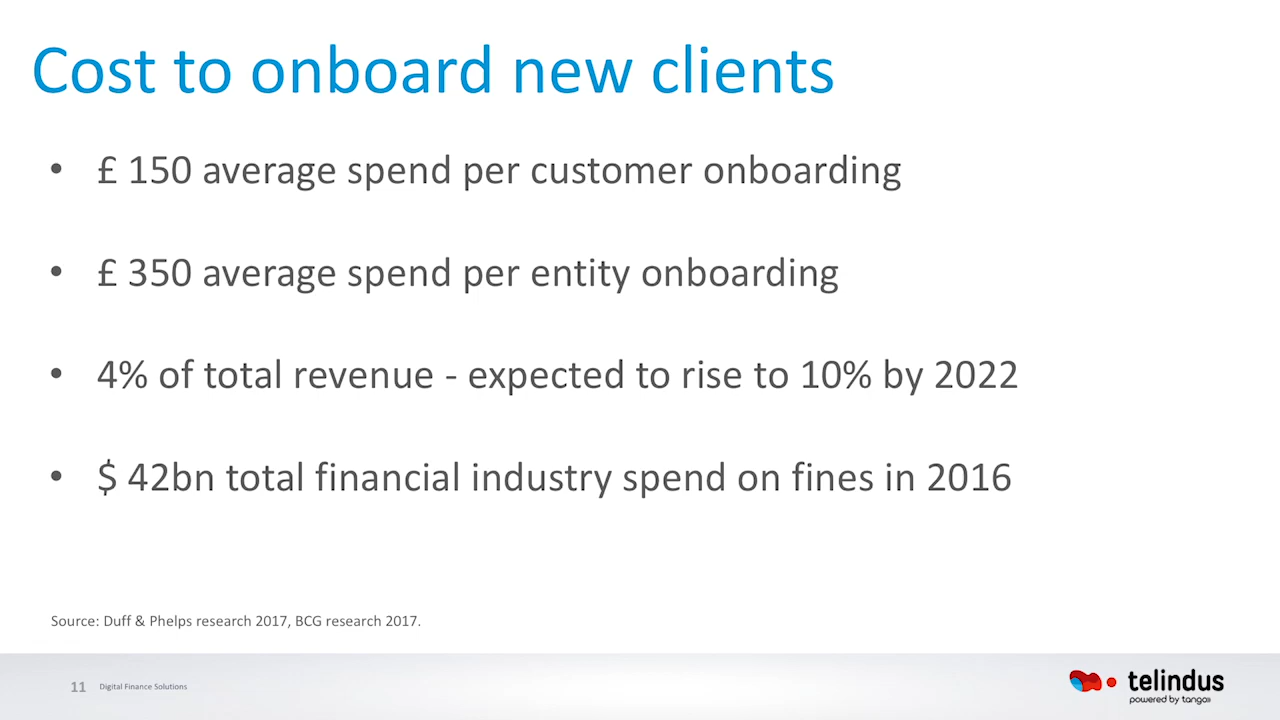 Cost to onboard new clients
• £ 150 average spend per customer onboarding
• £ 350 average spend per entity onboarding
• 4% of total revenue - expected to rise to 10% by 2022
• $ 42bn total financial industry spend on fines in 2016
Source: Duff & Phelps research 2017, BCG research 2017.
11 Digital Finance Solutions
telindus
powered by tango